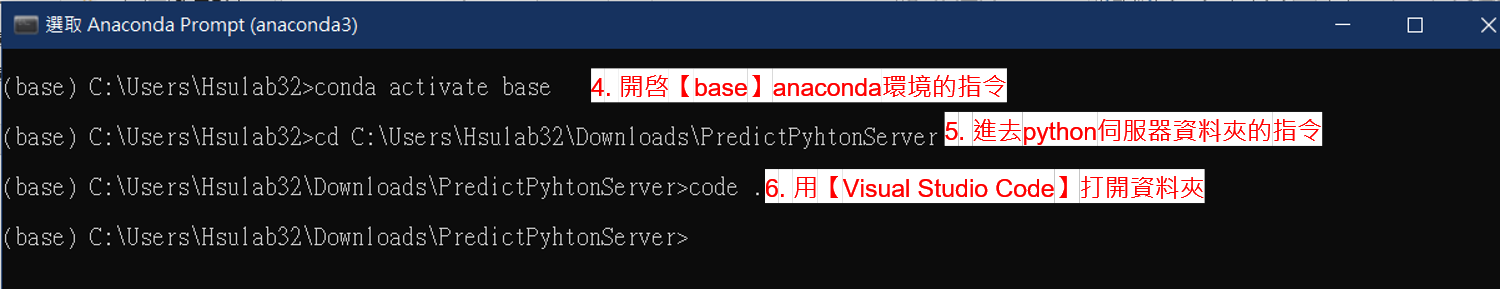 選取 Anaconda Prompt (anaconda3)
(base) C:\Users\Hsulab32>conda activate base 4. 開啓【base】anaconda環境的指令
(base) C:\Users\Hsulab32>cd C:\Users\Hsulab32\Downloads\PredictPyhtonServer 5. 進去python伺服器資料夾的指令
(base) C:\Users\Hsulab32\Downloads\PredictPyhtonServer>code . 6. 用【Visual Studio Code】打開資料夾
(base) C:\Users\Hsulab32\Downloads\PredictPyhtonServer>